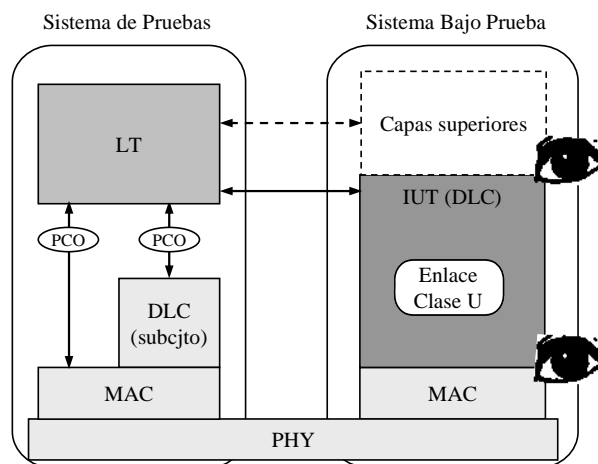 Sistema de Pruebas
Sistema Bajo Prueba
LT
Capas superiores
IUT (DLC)
PCO
PCO
Enlace
Clase U
DLC
(subcjto)
MAC
MAC
PHY